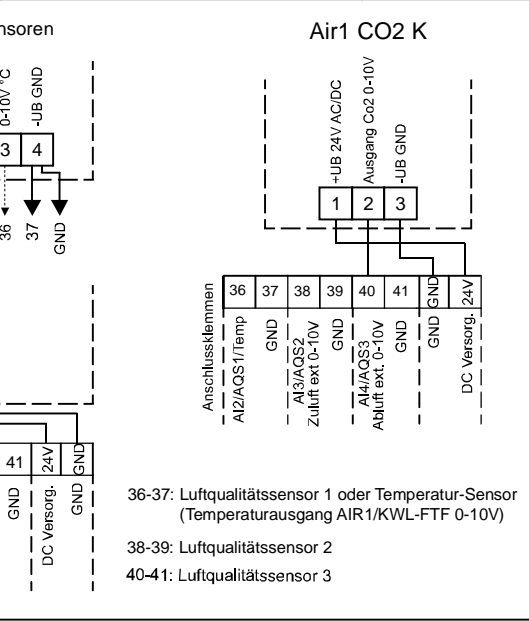 nsoren
0-10V °C
-UB GND
3 4
36
37
GND
41
24V
GND
GND
DC Versorg.
GND
Air1 CO2 K
+UB 24V AC/DC
Ausgang Co2 0-10V
-UB GND
1 2 3
Anschlussklemmen
36 37 38 39 40 41 GND 24V
AI2/AQS1/Temp
GND
AI3/AQS2
Zuluft ext 0-10V
GND
AI4/AQS3
Abluft ext. 0-10V
GND
GND
DC Versorg.
36-37: Luftqualitätssensor 1 oder Temperatur-Sensor
(Temperaturausgang AIR1/KWL-FTF 0-10V)
38-39: Luftqualitätssensor 2
40-41: Luftqualitätssensor 3